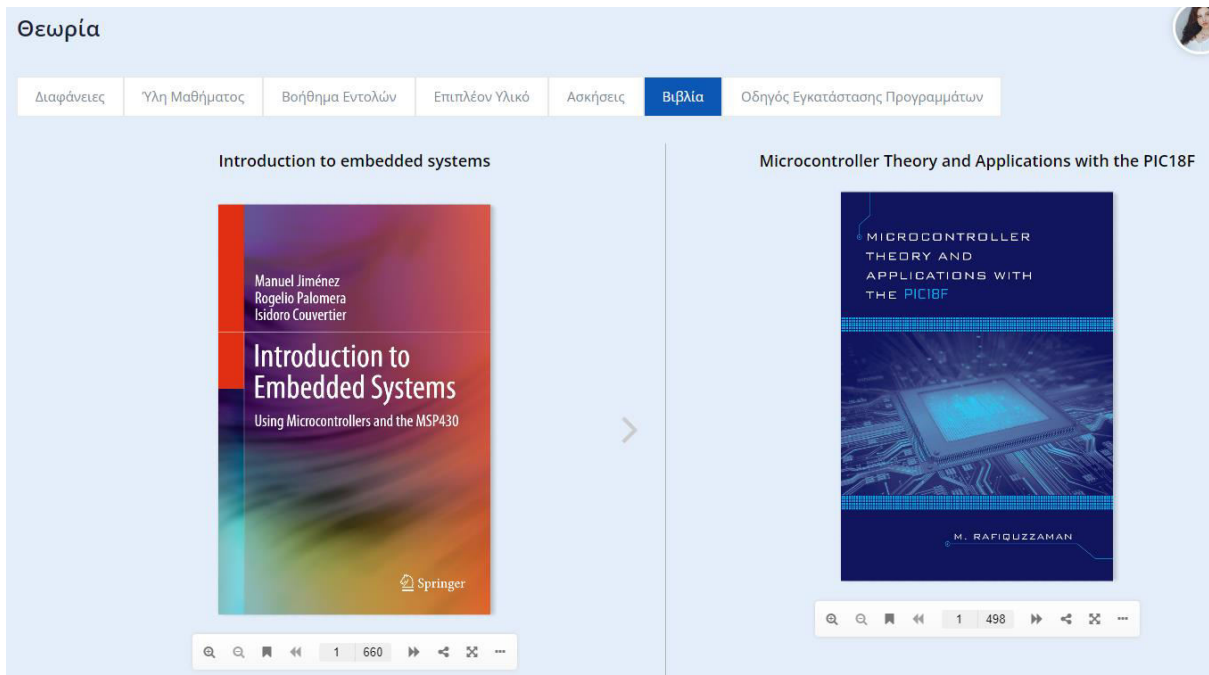 Θεωρία
Διαφάνειες
Ύλη Μαθήματος
Βοήθημα Εντολών
Επιπλέον Υλικό
Ασκήσεις
Βιβλία
Οδηγός Εγκατάστασης Προγραμμάτων
Introduction to embedded systems
Manuel Jiménez
Rogelio Palomera
Isidoro Couvertier
Introduction to
Embedded Systems
Using Microcontrollers and the MSP430
Springer
1 660
Microcontroller Theory and Applications with the PIC18F
MICROCONTROLLER
THEORY AND
APPLICATIONS WITH
THE PIC18F
M. RAFIQUZZAMAN
1 498